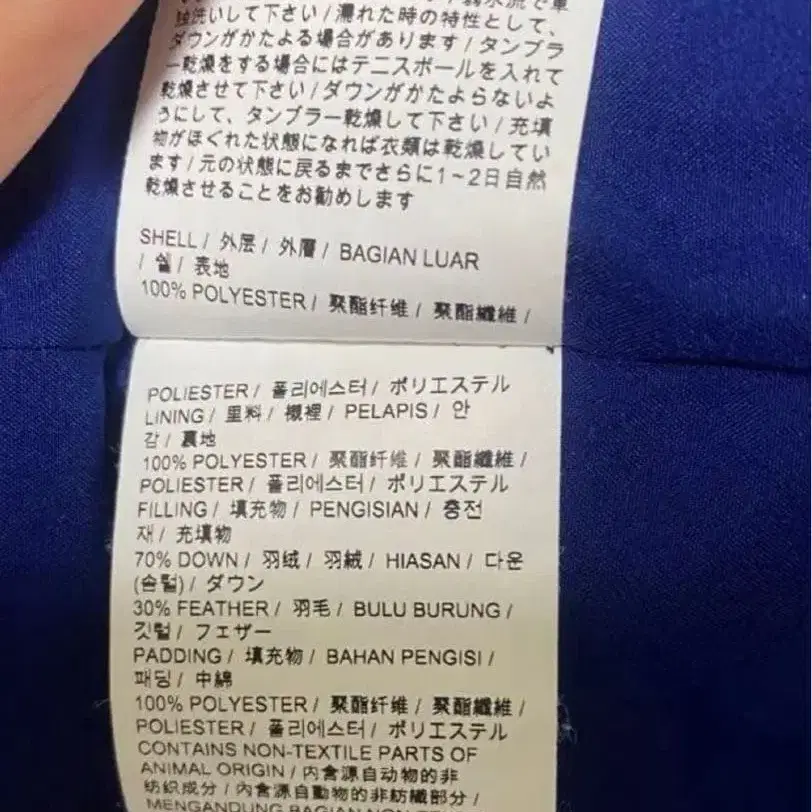 弱水流で単
独洗いして下さい / 濡れた時の特性として、
ダウンがかたよる場合があります / タンブラ
ー乾燥をする場合にはテニスボールを入れて
乾燥させて下さい / ダウンがかたよらないよ
うにして、タンブラー乾燥して下さい / 充填
物がほぐれた状態になれば衣類は乾燥してい
ます / 元の状態に戻るまでさらに1~2日自然
乾燥させることをお勧めします
SHELL / 外层 / 外層 / BAGIAN LUAR
/ 쉘 / 表地
100% POLYESTER / 聚酯纤维 / 聚酯纖維 /
POLIESTER / 폴리에스터 / ポリエステル
LINING / 里料 / 襯裡 / PELAPIS / 안
감 / 裏地
100% POLYESTER / 聚酯纤维 / 聚酯纖維 /
POLIESTER / 폴리에스터 / ポリエステル
FILLING / 填充物 / PENGISIAN / 충전
재 / 充填物
70% DOWN / 羽绒 / 羽絨 / HIASAN / 다운
(솜털) / ダウン
30% FEATHER / 羽毛 / BULU BURUNG /
깃털 / フェザー
PADDING / 填充物 / BAHAN PENGISI /
패딩 / 中綿
100% POLYESTER / 聚酯纤维 / 聚酯纖維 /
POLIESTER / 폴리에스터 / ポリエステル
CONTAINS NON-TEXTILE PARTS OF
ANIMAL ORIGIN / 内含源自动物的非
纺织成分 / 內含源自動物的非紡織部分 /
MENGANDUNG BAGIAN NON